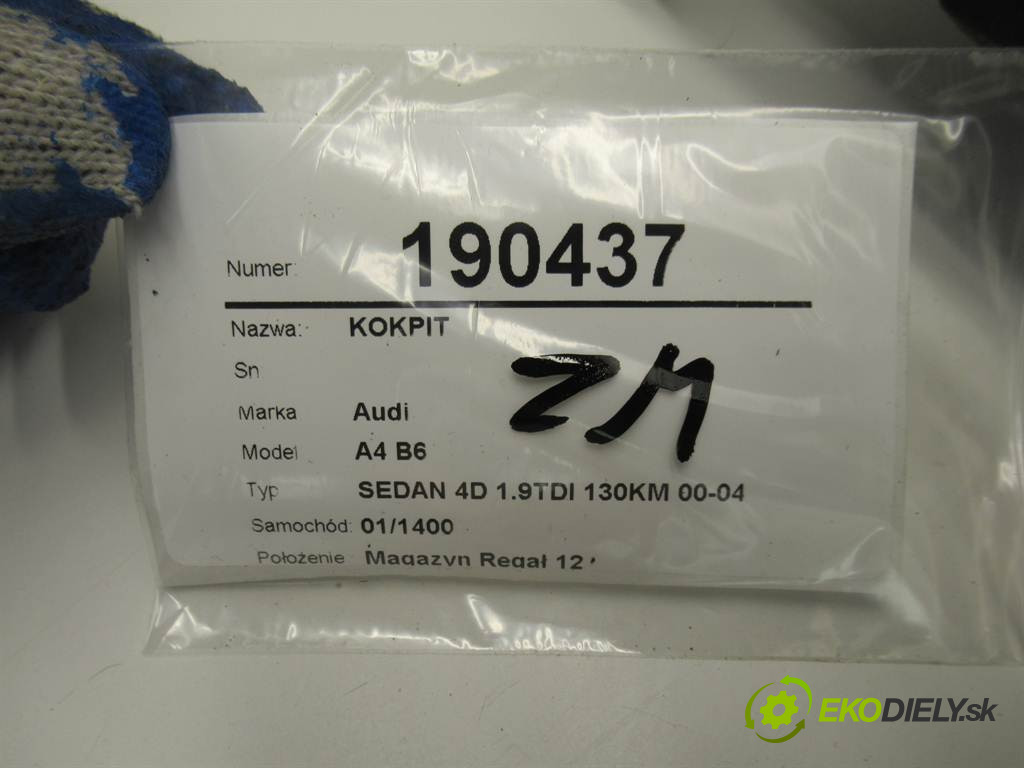 Numer: 190437
Nazwa: KOKPIT
Sn
ZM
Marka Audi
Model A4 B6
Typ SEDAN 4D 1.9TDI 130KM 00-04
Samochód: 01/1400
Położenie Magazyn Regał 12
EKODIELY.sk